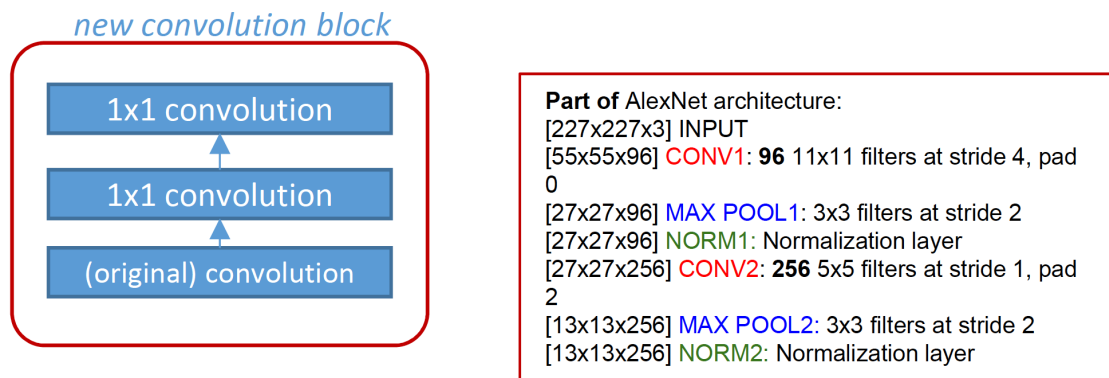 new convolution block
1x1 convolution
1x1 convolution
(original) convolution
Part of AlexNet architecture:
[227x227x3] INPUT
[55x55x96] CONV1: 96 11x11 filters at stride 4, pad
0
[27x27x96] MAX POOL1: 3x3 filters at stride 2
[27x27x96] NORM1: Normalization layer
[27x27x256] CONV2: 256 5x5 filters at stride 1, pad
2
[13x13x256] MAX POOL2: 3x3 filters at stride 2
[13x13x256] NORM2: Normalization layer